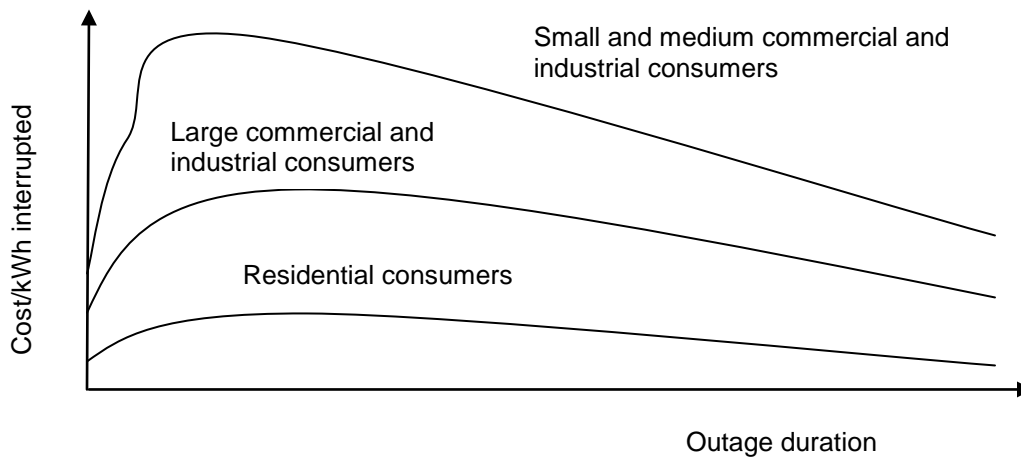 Small and medium commercial and
industrial consumers
Large commercial and
industrial consumers
Residential consumers
Cost/kWh interrupted
Outage duration